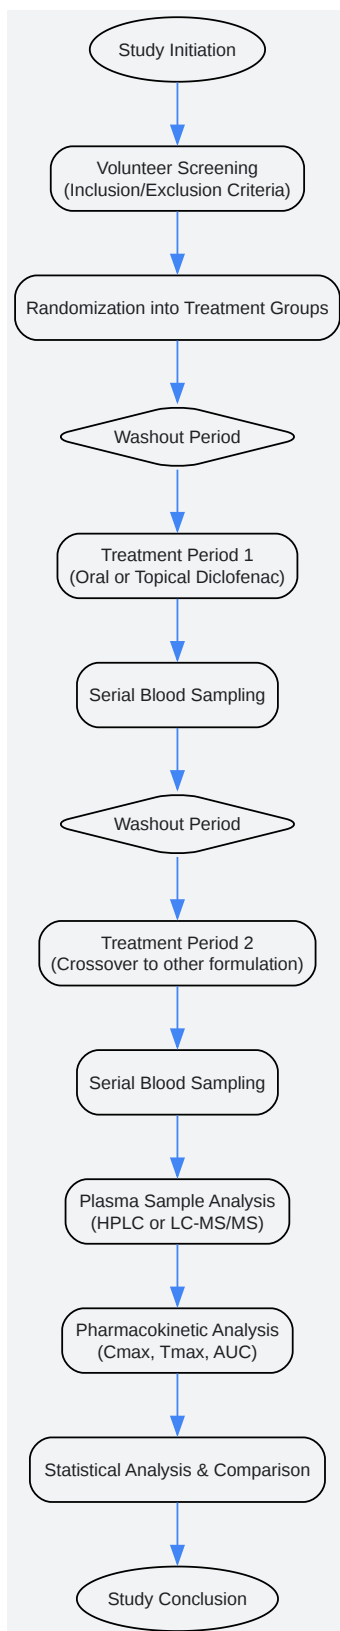 Study Initiation
Volunteer Screening
(Inclusion/Exclusion Criteria)
Randomization into Treatment Groups
Washout Period
Treatment Period 1
(Oral or Topical Diclofenac)
Serial Blood Sampling
Washout Period
Treatment Period 2
(Crossover to other formulation)
Serial Blood Sampling
Plasma Sample Analysis
(HPLC or LC-MS/MS)
Pharmacokinetic Analysis
(Cmax, Tmax, AUC)
Statistical Analysis & Comparison
Study Conclusion